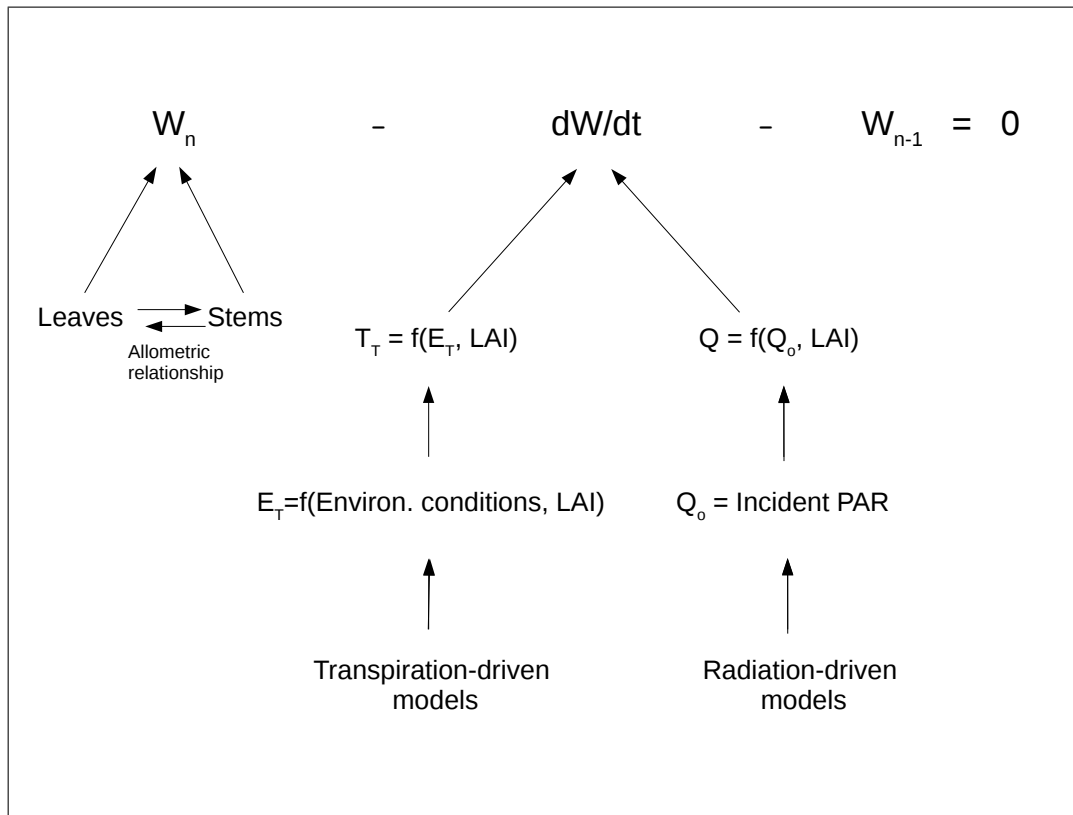 Wn - dW/dt - Wn-1 = 0
Leaves Stems
Allometric
relationship
TT = f(ET, LAI) Q = f(Qo, LAI)
ET=f(Environ. conditions, LAI) Qo = Incident PAR
Transpiration-driven
models
Radiation-driven
models